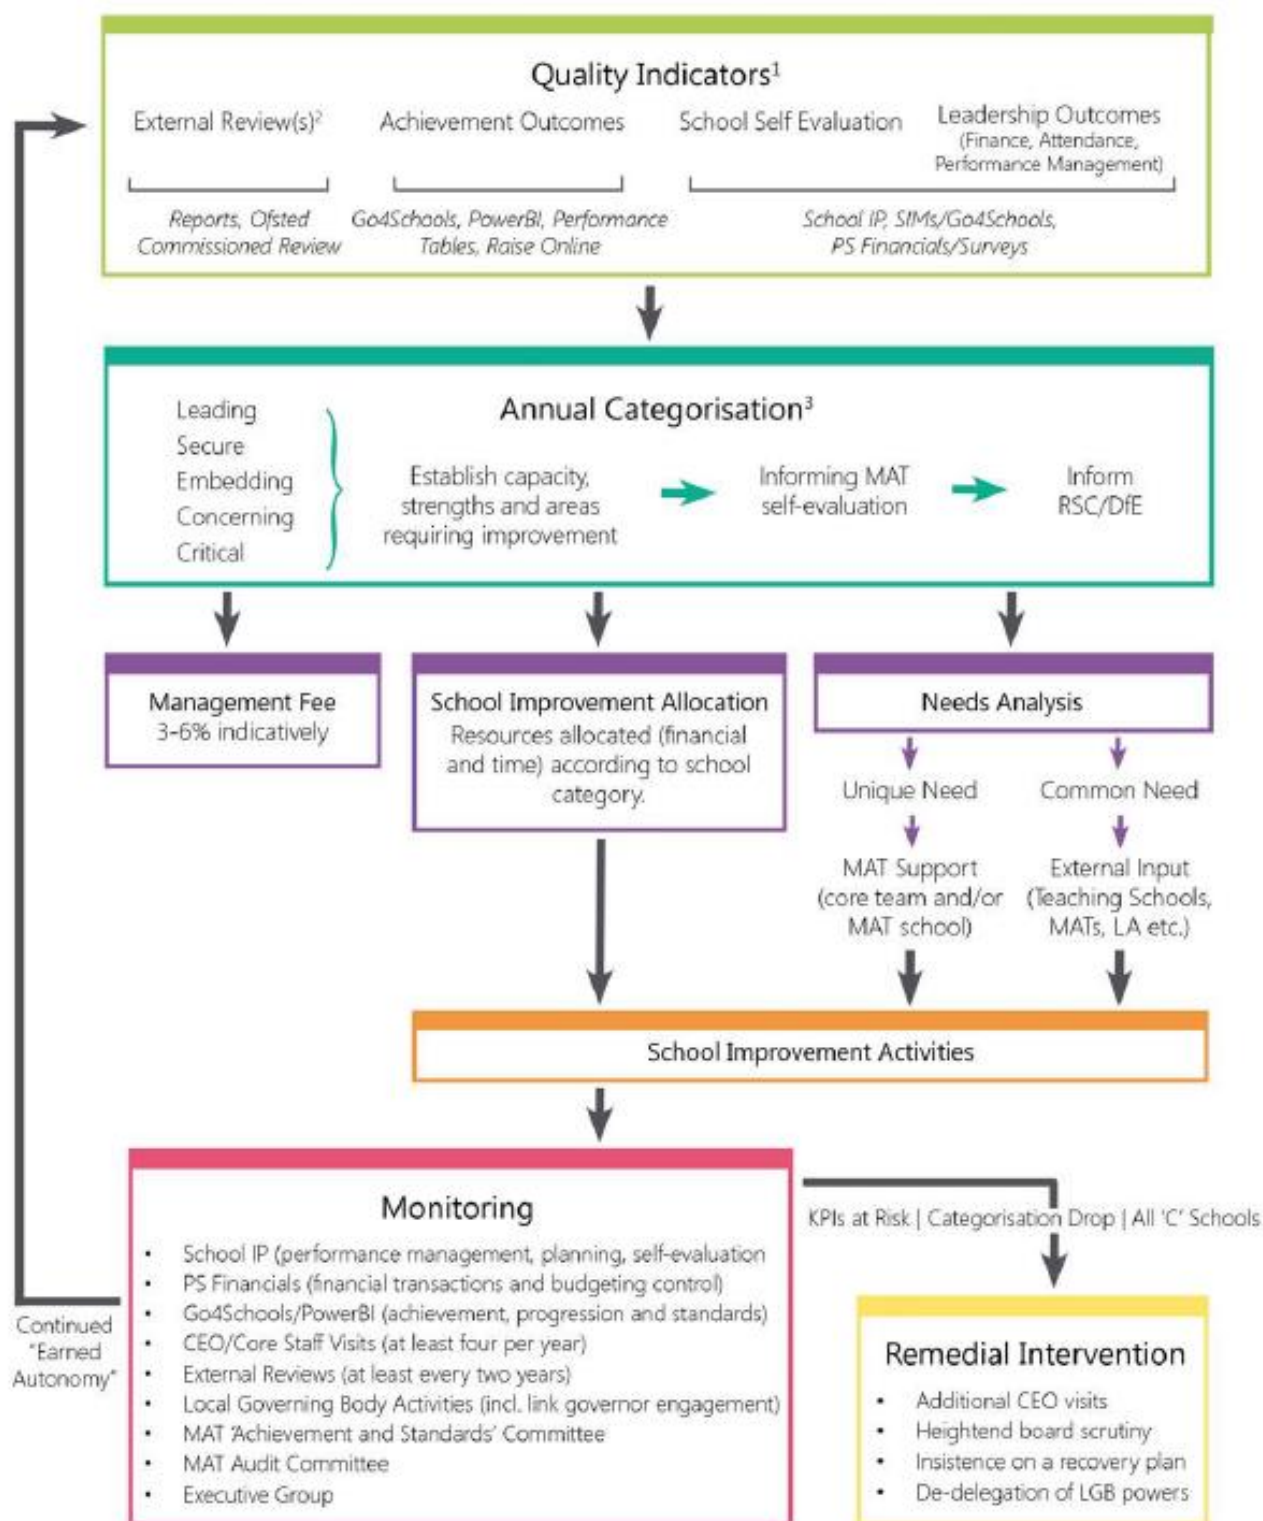 Quality Indicators¹
External Review(s)²
Achievement Outcomes
School Self Evaluation
Leadership Outcomes
(Finance, Attendance,
Performance Management)
Reports, Ofsted
Commissioned Review
Go4Schools, PowerBI, Performance
Tables, Raise Online
School IP, SIMs/Go4Schools,
PS Financials/Surveys
Annual Categorisation³
Leading
Secure
Embedding
Concerning
Critical
Establish capacity,
strengths and areas
requiring improvement
Informing MAT
self-evaluation
Inform
RSC/DfE
Management Fee
3-6% indicatively
School Improvement Allocation
Resources allocated (financial
and time) according to school
category.
Needs Analysis
Unique Need
Common Need
MAT Support
(core team and/or
MAT school)
External Input
(Teaching Schools,
MATs, LA etc.)
School Improvement Activities
Monitoring
• School IP (performance management, planning, self-evaluation
• PS Financials (financial transactions and budgeting control)
• Go4Schools/PowerBI (achievement, progression and standards)
• CEO/Core Staff Visits (at least four per year)
• External Reviews (at least every two years)
• Local Governing Body Activities (incl. link governor engagement)
• MAT 'Achievement and Standards' Committee
• MAT Audit Committee
• Executive Group
Continued
"Earned
Autonomy"
KPIs at Risk | Categorisation Drop | All 'C' Schools
Remedial Intervention
• Additional CEO visits
• Heightend board scrutiny
• Insistence on a recovery plan
• De-delegation of LGB powers